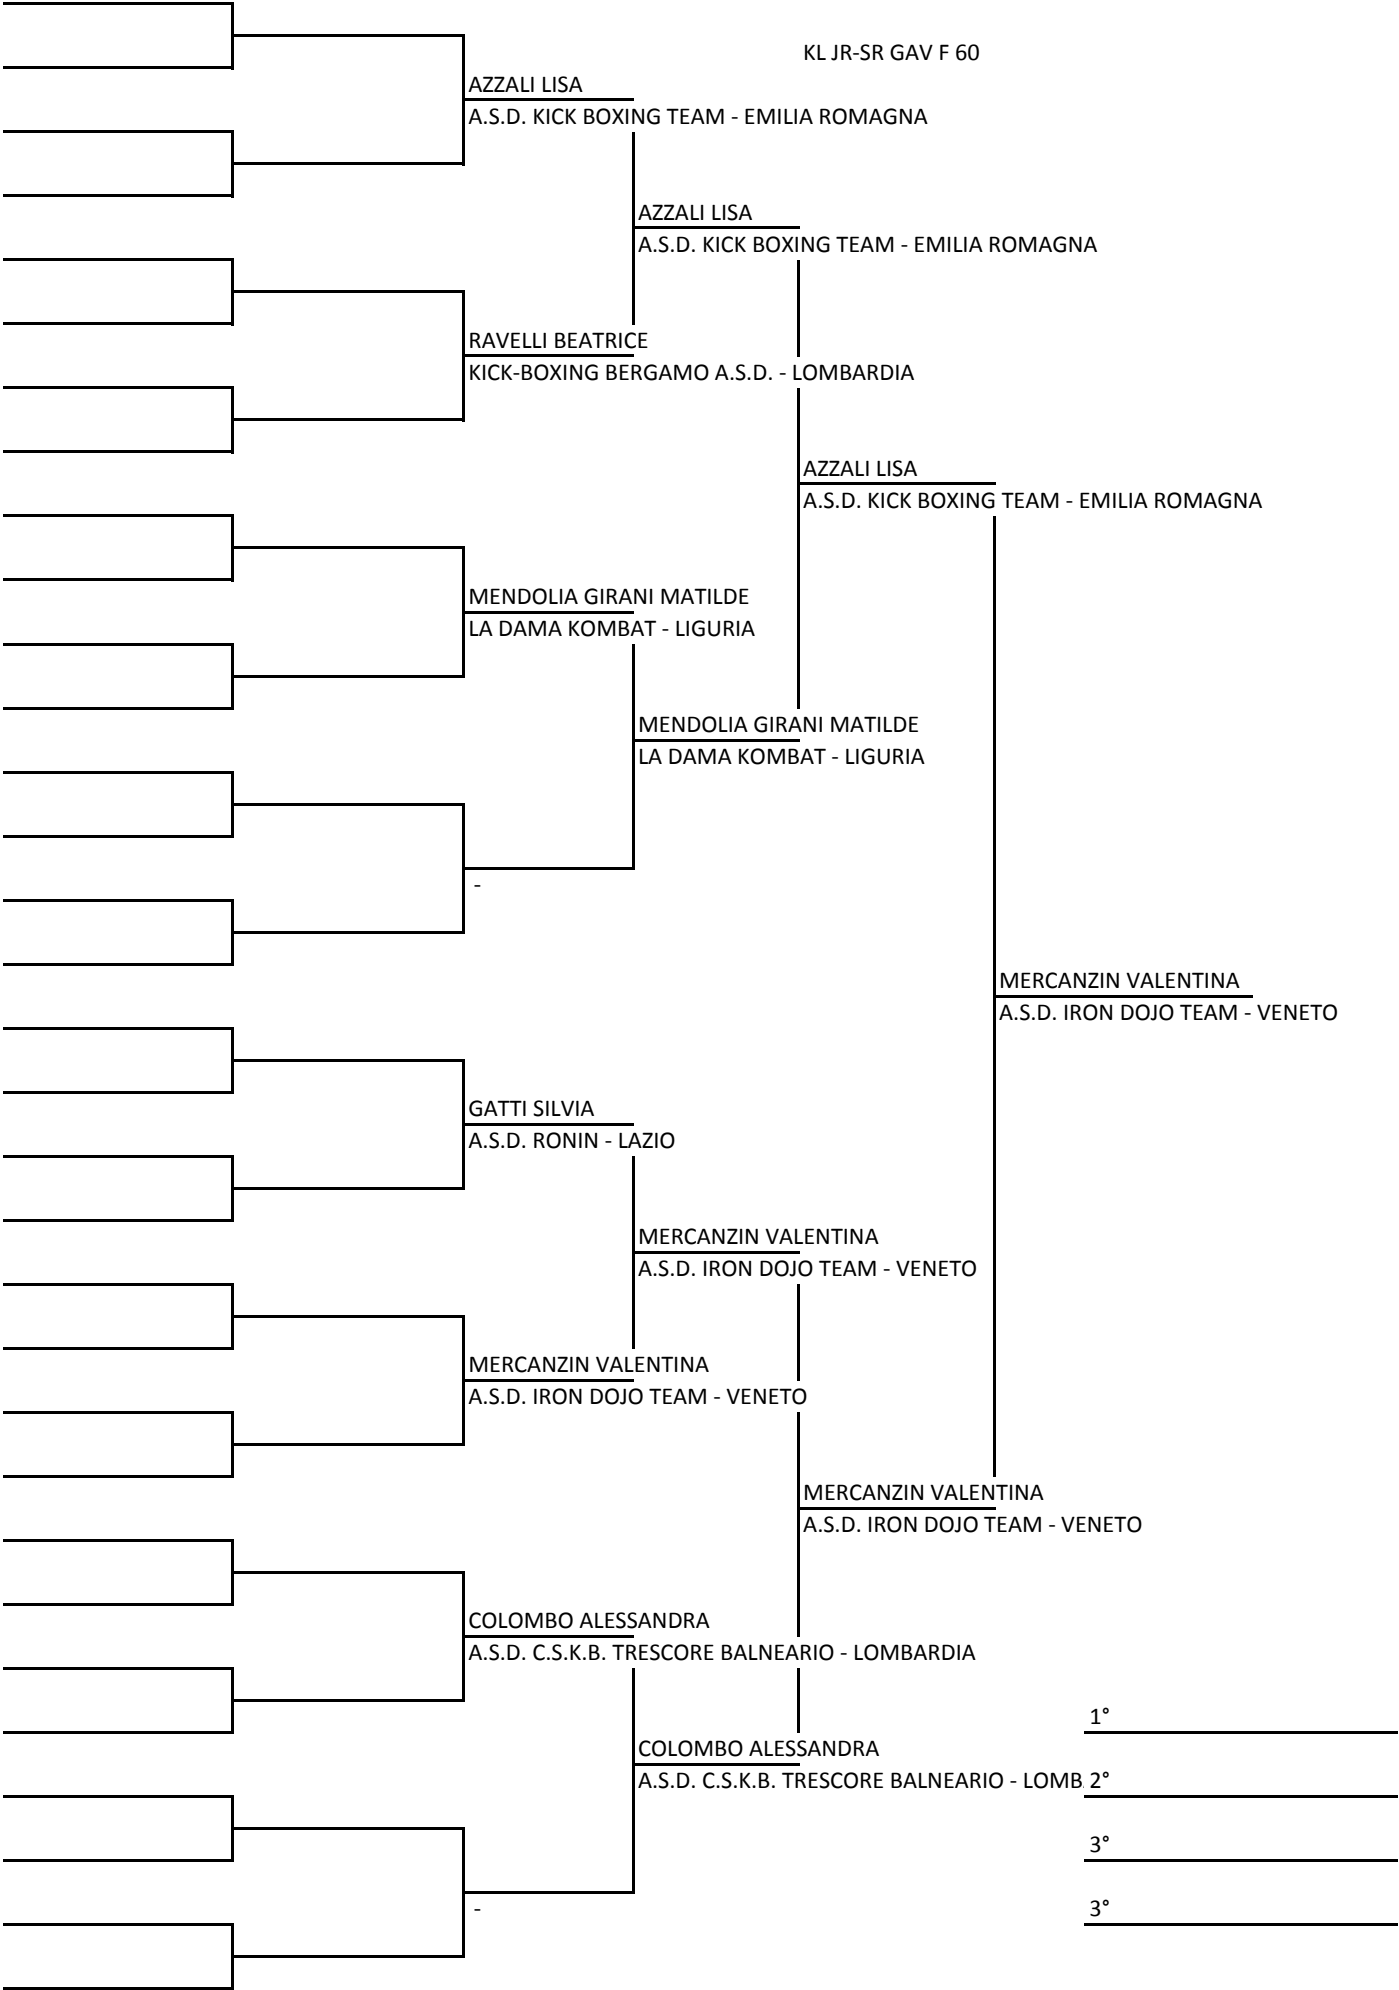 KL JR-SR GAV F 60
AZZALI LISA
A.S.D. KICK BOXING TEAM - EMILIA ROMAGNA
AZZALI LISA
A.S.D. KICK BOXING TEAM - EMILIA ROMAGNA
RAVELLI BEATRICE
KICK-BOXING BERGAMO A.S.D. - LOMBARDIA
AZZALI LISA
A.S.D. KICK BOXING TEAM - EMILIA ROMAGNA
MENDOLIA GIRANI MATILDE
LA DAMA KOMBAT - LIGURIA
MENDOLIA GIRANI MATILDE
LA DAMA KOMBAT - LIGURIA
-
MERCANZIN VALENTINA
A.S.D. IRON DOJO TEAM - VENETO
GATTI SILVIA
A.S.D. RONIN - LAZIO
MERCANZIN VALENTINA
A.S.D. IRON DOJO TEAM - VENETO
MERCANZIN VALENTINA
A.S.D. IRON DOJO TEAM - VENETO
MERCANZIN VALENTINA
A.S.D. IRON DOJO TEAM - VENETO
COLOMBO ALESSANDRA
A.S.D. C.S.K.B. TRESCORE BALNEARIO - LOMBARDIA
1°
COLOMBO ALESSANDRA
A.S.D. C.S.K.B. TRESCORE BALNEARIO - LOMB
2°
3°
3°
-